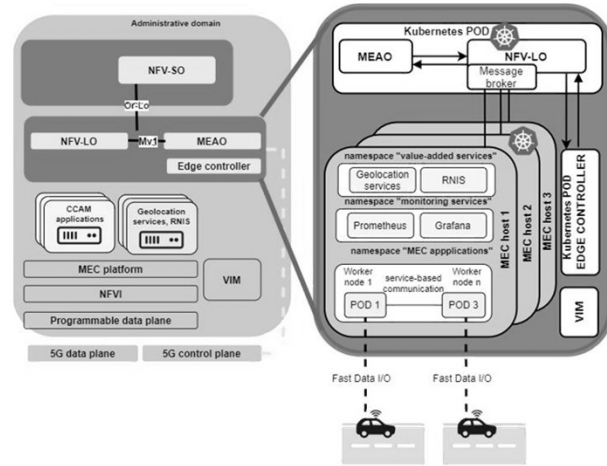 Administrative domain
NFV-SO
Or-Lo
NFV-LO
Mv1
MEAO
Edge controller
CCAM
applications
Geolocation
services, RNIS
MEC platform
NFVI
VIM
Programmable data plane
5G data plane
5G control plane
Kubernetes POD
MEAO
NFV-LO
Message
broker
namespace "value-added services"
Geolocation
services
RNIS
namespace "monitoring services"
Prometheus
Grafana
namespace "MEC appplications"
Worker
node 1
service-based
communication
Worker
node n
POD 1
POD 3
MEC host 1
MEC host 2
MEC host 3
Kubernetes POD
EDGE CONTROLLER
VIM
Fast Data I/O
Fast Data I/O